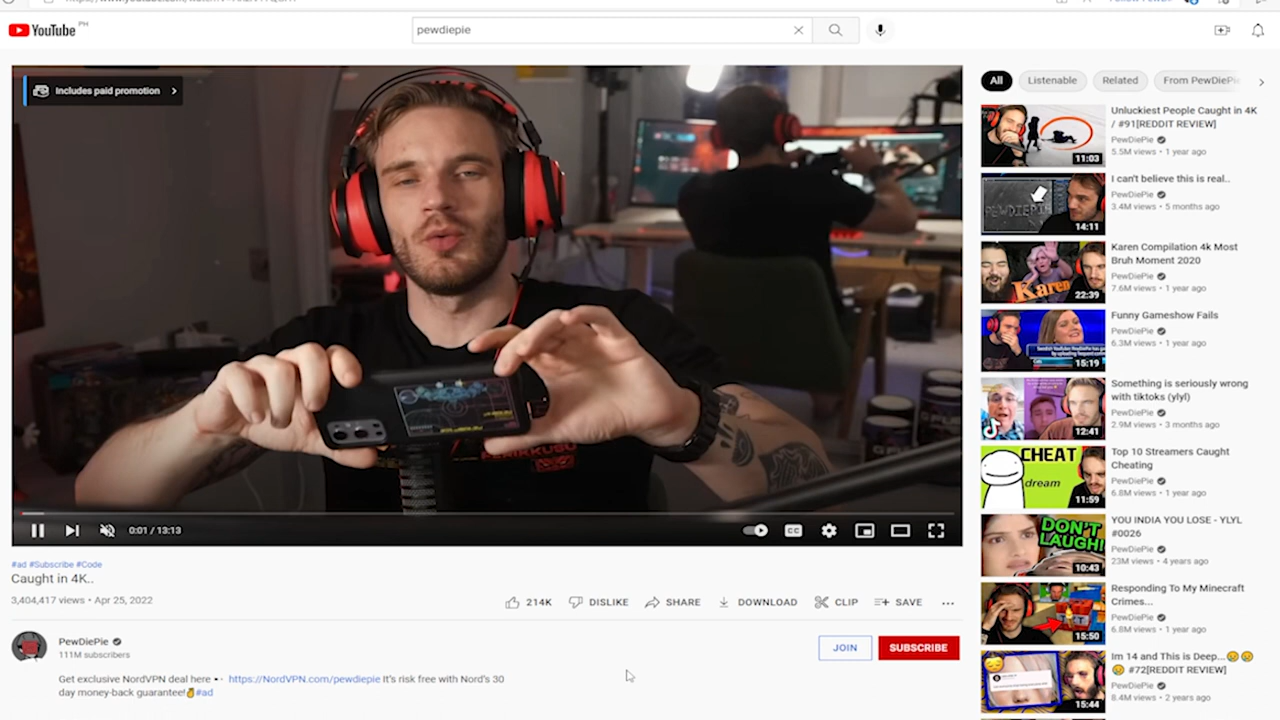 YouTube PH
pewdiepie
Includes paid promotion
0:01 / 13:13
CC
#ad #Subscribe #Code
Caught in 4K..
3,404,417 views • Apr 25, 2022
214K
DISLIKE
SHARE
DOWNLOAD
CLIP
SAVE
PewDiePie
111M subscribers
JOIN
SUBSCRIBE
Get exclusive NordVPN deal here https://NordVPN.com/pewdiepie It's risk free with Nord's 30
day money-back guarantee!✌#ad
All
Listenable
Related
From PewDiePie
11:03
Unluckiest People Caught in 4K
/ #91[REDDIT REVIEW]
PewDiePie
5.5M views • 1 year ago
PEWDIEPIE
14:11
I can't believe this is real..
PewDiePie
3.4M views • 5 months ago
Karen
22:39
Karen Compilation 4k Most
Bruh Moment 2020
PewDiePie
7.6M views • 1 year ago
15:19
Funny Gameshow Fails
PewDiePie
6.3M views • 1 year ago
12:41
Something is seriously wrong
with tiktoks (ylyl)
PewDiePie
2.9M views • 3 months ago
CHEAT
dream
11:59
Top 10 Streamers Caught
Cheating
PewDiePie
6.8M views • 1 year ago
DON'T
LAUGH!
10:43
YOU INDIA YOU LOSE - YLYL
#0026
PewDiePie
23M views • 4 years ago
15:50
Responding To My Minecraft
Crimes...
PewDiePie
6.8M views • 1 year ago
15:44
Im 14 and This is Deep...😔😔
😔 #72[REDDIT REVIEW]
PewDiePie
8.4M views • 2 years ago